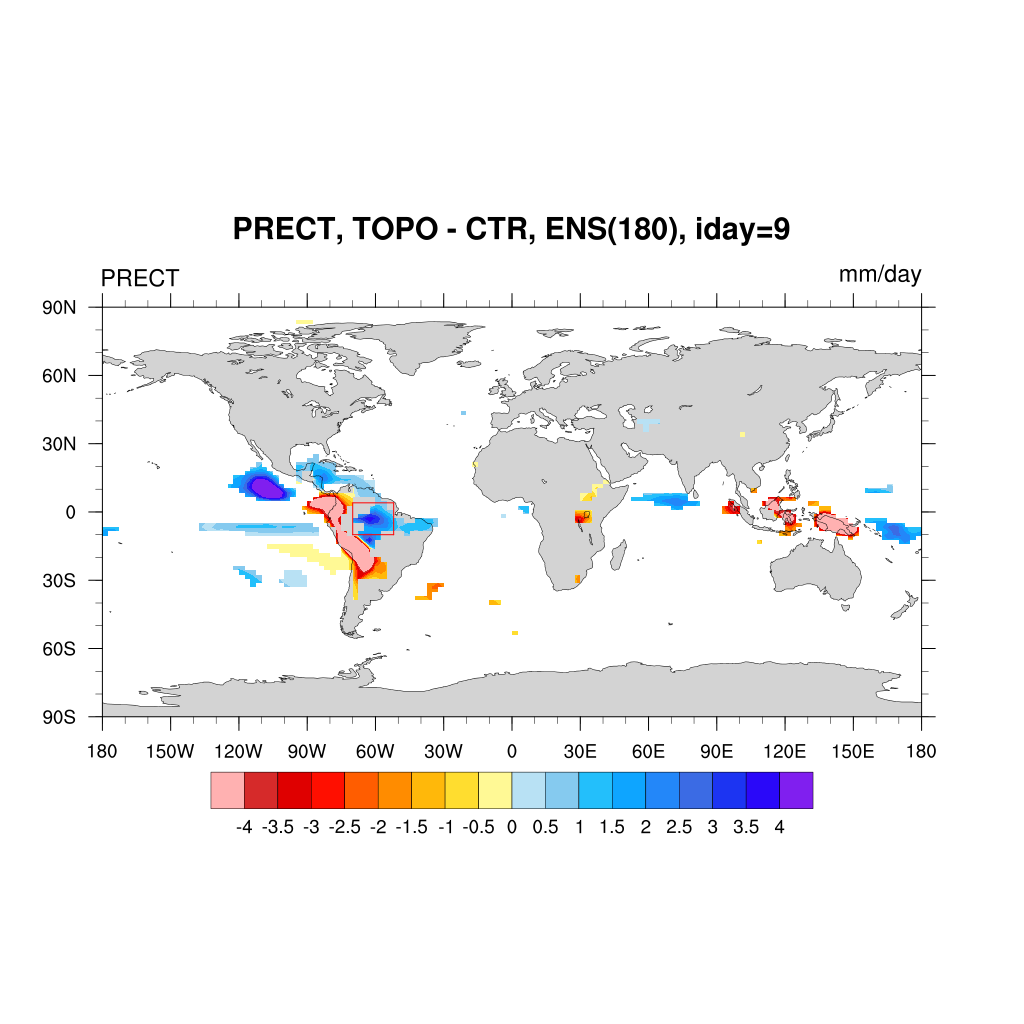 PRECT, TOPO - CTR, ENS(180), iday=9
PRECT mm/day
90N
60N
30N
0
30S
60S
90S
180 150W 120W 90W 60W 30W 0 30E 60E 90E 120E 150E 180
-4 -3.5 -3 -2.5 -2 -1.5 -1 -0.5 0 0.5 1 1.5 2 2.5 3 3.5 4